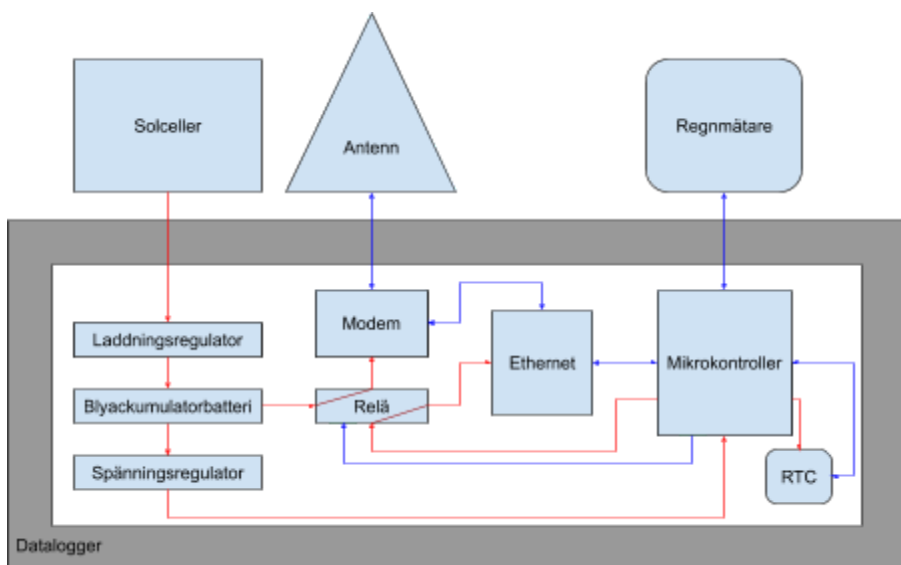 Solceller
Antenn
Regnmätare
Laddningsregulator
Modem
Ethernet
Mikrokontroller
Blyackumulatorbatteri
Relä
Spänningsregulator
RTC
Datalogger